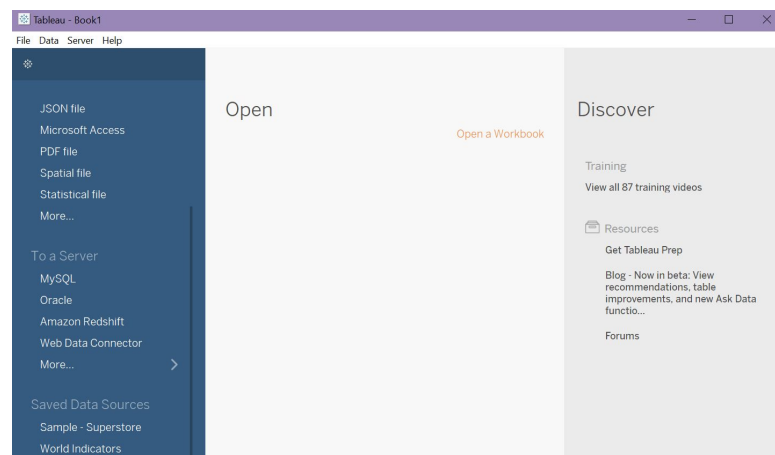 Tableau - Book1
File Data Server Help
JSON file
Microsoft Access
PDF file
Spatial file
Statistical file
More...
To a Server
MySQL
Oracle
Amazon Redshift
Web Data Connector
More...
Saved Data Sources
Sample - Superstore
World Indicators
Open
Open a Workbook
Discover
Training
View all 87 training videos
Resources
Get Tableau Prep
Blog - Now in beta: View
recommendations, table
improvements, and new Ask Data
functio...
Forums